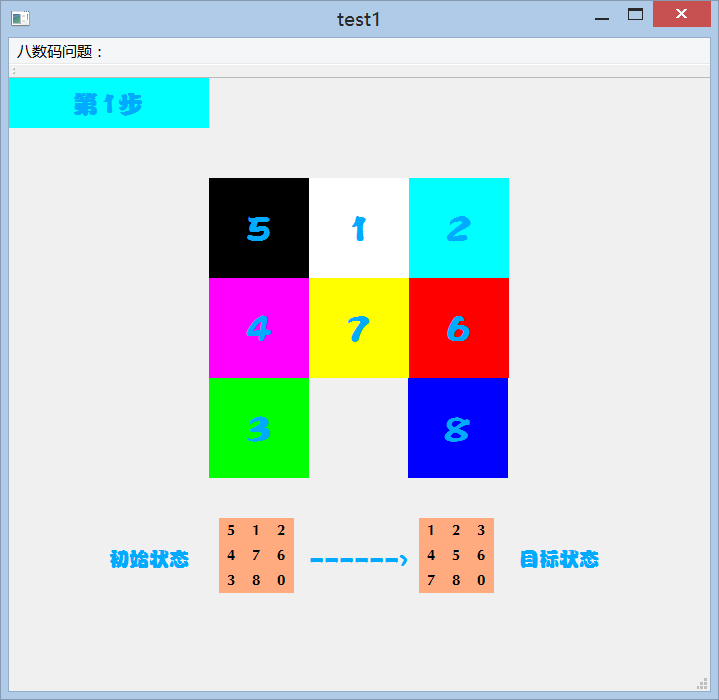 test1
八数码问题：
第1步
5 1 2
4 7 6
3 8
初始状态
5 1 2
4 7 6
3 8 0
------>
1 2 3
4 5 6
7 8 0
目标状态